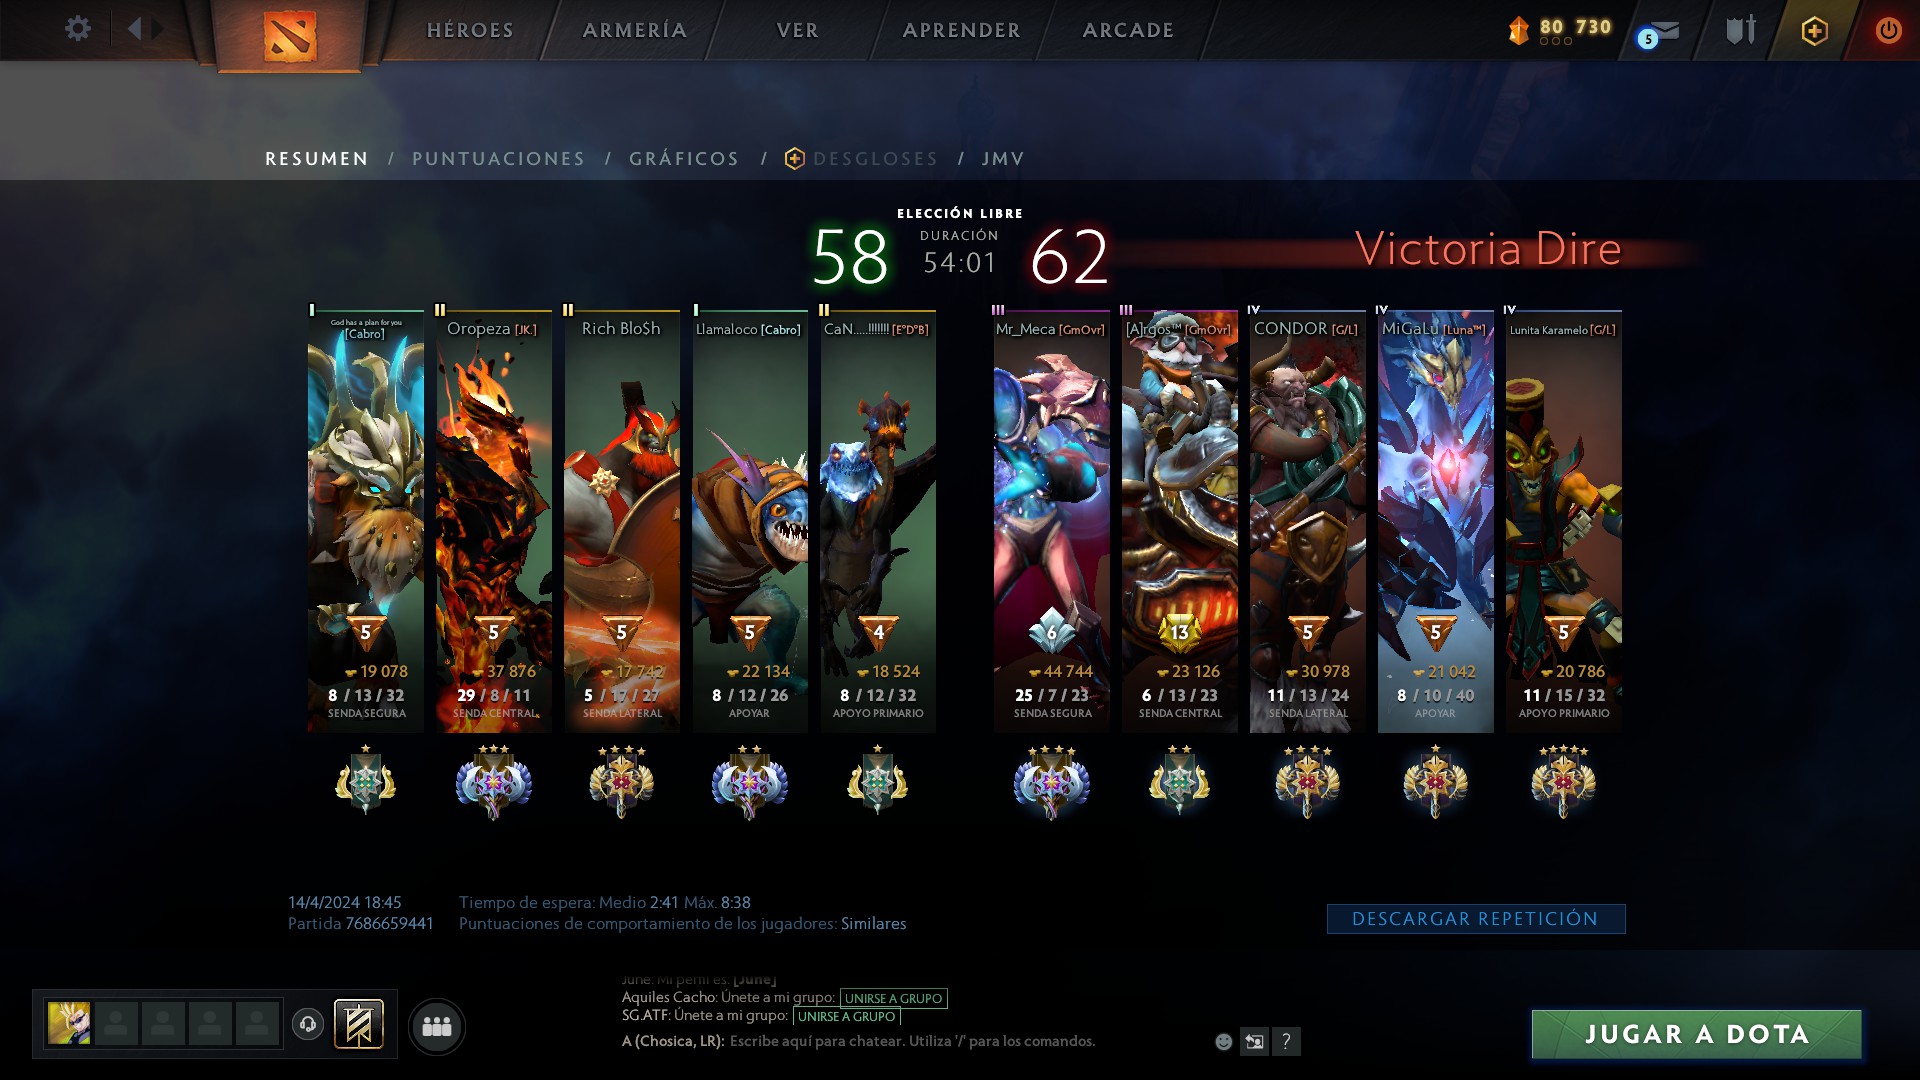 HÉROES
ARMERÍA
VER
APRENDER
ARCADE
80 730
5
RESUMEN / PUNTUACIONES / GRÁFICOS / DESGLOSES / JMV
ELECCIÓN LIBRE
58
DURACIÓN
54:01
62
Victoria Dire
I
God has a plan for you
[Cabro]
5
19 078
8 / 13 / 32
SENDA SEGURA
II
Oropeza [JK.]
5
37 876
29 / 8 / 11
SENDA CENTRAL
II
Rich Blo$h
5
17 742
5 / 17 / 27
SENDA LATERAL
I
Llamaloco [Cabro]
5
22 134
8 / 12 / 26
APOYAR
II
CaN.....!!!!!!! [E°D°B]
4
18 524
8 / 12 / 32
APOYO PRIMARIO
III
Mr_Meca [GmOvr]
6
44 744
25 / 7 / 23
SENDA SEGURA
III
[A]rgos™ [GmOvr]
13
23 126
6 / 13 / 23
SENDA CENTRAL
IV
CONDOR [G/L]
5
30 978
11 / 13 / 24
SENDA LATERAL
IV
MiGaLu [Luna™]
5
21 042
8 / 10 / 40
APOYAR
IV
Lunita Karamelo [G/L]
5
20 786
11 / 15 / 32
APOYO PRIMARIO
14/4/2024 18:45
Partida 7686659441
Tiempo de espera: Medio 2:41 Máx. 8:38
Puntuaciones de comportamiento de los jugadores: Similares
DESCARGAR REPETICIÓN
June: Mi perfil es: [June]
Aquiles Cacho: Únete a mi grupo: UNIRSE A GRUPO
SG.ATF: Únete a mi grupo: UNIRSE A GRUPO
A (Chosica, LR): Escribe aquí para chatear. Utiliza '/' para los comandos.
?
JUGAR A DOTA